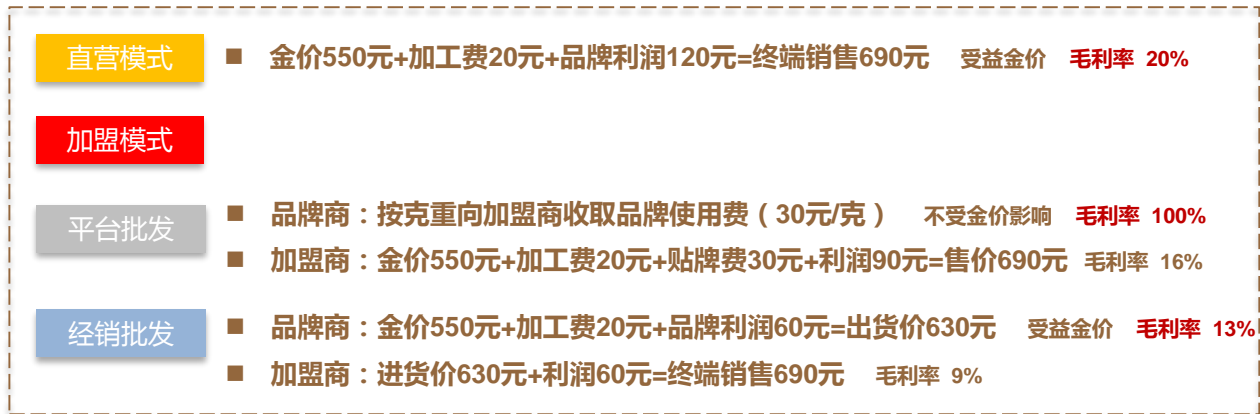 直营模式 ■ 金价550元+加工费20元+品牌利润120元=终端销售690元 受益金价 毛利率 20%
加盟模式
平台批发 ■ 品牌商：按克重向加盟商收取品牌使用费（30元/克） 不受金价影响 毛利率 100%
■ 加盟商：金价550元+加工费20元+贴牌费30元+利润90元=售价690元 毛利率 16%
经销批发 ■ 品牌商：金价550元+加工费20元+品牌利润60元=出货价630元 受益金价 毛利率 13%
■ 加盟商：进货价630元+利润60元=终端销售690元 毛利率 9%